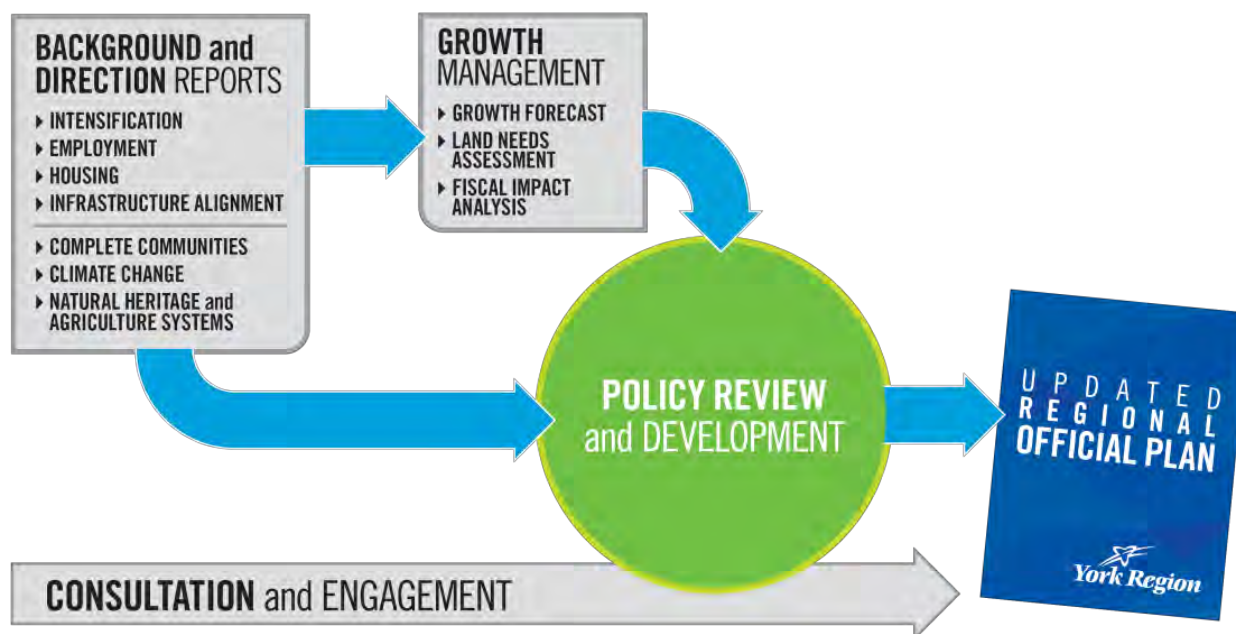 BACKGROUND and
DIRECTION REPORTS
INTENSIFICATION
EMPLOYMENT
HOUSING
INFRASTRUCTURE ALIGNMENT
COMPLETE COMMUNITIES
CLIMATE CHANGE
NATURAL HERITAGE and
AGRICULTURE SYSTEMS
GROWTH
MANAGEMENT
GROWTH FORECAST
LAND NEEDS
ASSESSMENT
FISCAL IMPACT
ANALYSIS
POLICY REVIEW
and DEVELOPMENT
UPDATED
REGIONAL
OFFICIAL PLAN
York Region
CONSULTATION and ENGAGEMENT